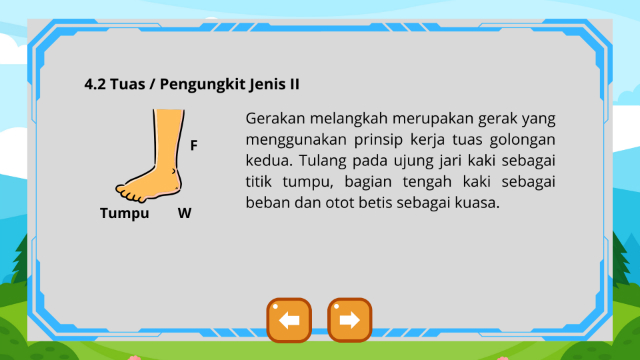 4.2 Tuas / Pengungkit Jenis II
F
Tumpu
W
Gerakan melangkah merupakan gerak yang
menggunakan prinsip kerja tuas golongan
kedua. Tulang pada ujung jari kaki sebagai
titik tumpu, bagian tengah kaki sebagai
beban dan otot betis sebagai kuasa.